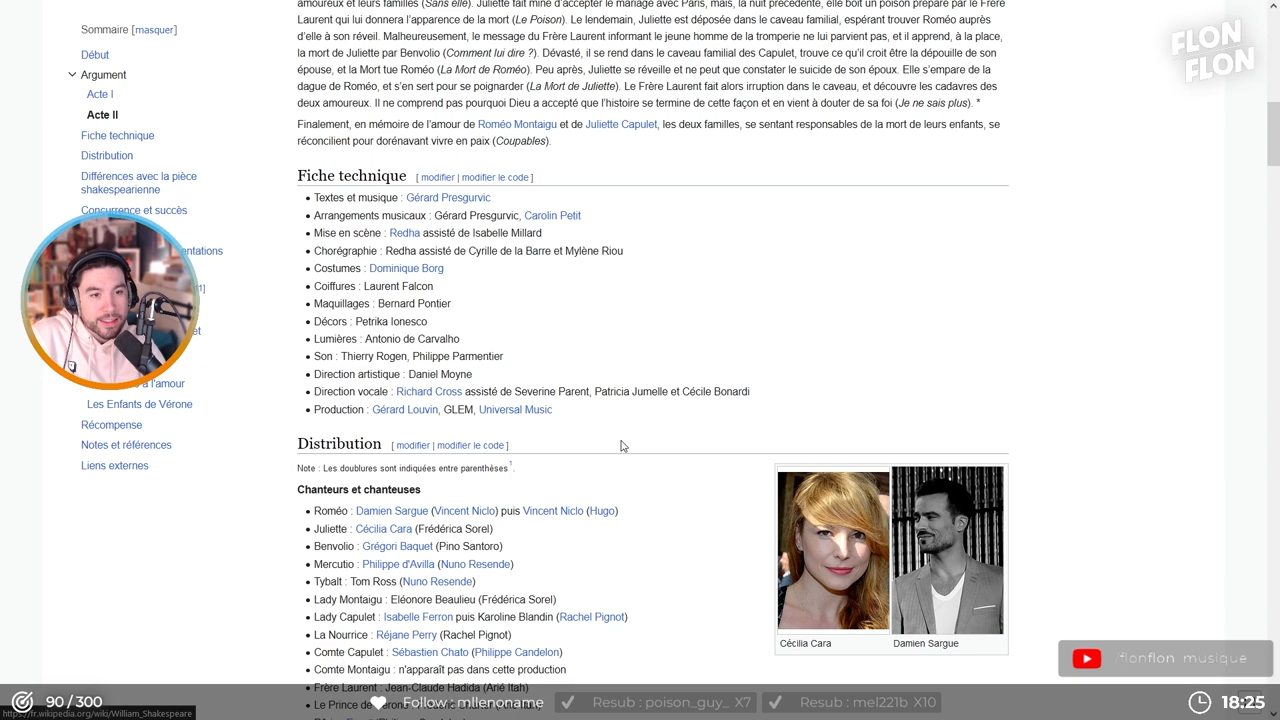 amoureux et leurs familles (Sans elle). Juliette fait mine d'accepter le mariage avec Pâris, mais, la nuit précédente, elle boit un poison préparé par le Frère
Laurent qui lui donnera l'apparence de la mort (Le Poison). Le lendemain, Juliette est déposée dans le caveau familial, espérant trouver Roméo auprès
d'elle à son réveil. Malheureusement, le message du Frère Laurent informant le jeune homme de la tromperie ne lui parvient pas, et il apprend, à la place,
la mort de Juliette par Benvolio (Comment lui dire ?). Dévasté, il se rend dans le caveau familial des Capulet, trouve ce qu'il croit être la dépouille de son
épouse, et la Mort tue Roméo (La Mort de Roméo). Peu après, Juliette se réveille et ne peut que constater le suicide de son époux. Elle s'empare de la
dague de Roméo, et s'en sert pour se poignarder (La Mort de Juliette). Le Frère Laurent fait alors irruption dans le caveau, et découvre les cadavres des
deux amoureux. Il ne comprend pas pourquoi Dieu a accepté que l'histoire se termine de cette façon et en vient à douter de sa foi (Je ne sais plus). *
Finalement, en mémoire de l'amour de Roméo Montaigu et de Juliette Capulet, les deux familles, se sentant responsables de la mort de leurs enfants, se
réconcilient pour dorénavant vivre en paix (Coupables).
FLON
FLON
Sommaire [masquer]
Début
Argument
Acte I
Acte II
Fiche technique
Distribution
Différences avec la pièce
shakespearienne
Concurrence et succès
entations
[1]
et
à l'amour
Les Enfants de Vérone
Récompense
Notes et références
Liens externes
Fiche technique [ modifier | modifier le code ]
• Textes et musique : Gérard Presgurvic
• Arrangements musicaux : Gérard Presgurvic, Carolin Petit
• Mise en scène : Redha assisté de Isabelle Millard
• Chorégraphie : Redha assisté de Cyrille de la Barre et Mylène Riou
• Costumes : Dominique Borg
• Coiffures : Laurent Falcon
• Maquillages : Bernard Pontier
• Décors : Petrika Ionesco
• Lumières : Antonio de Carvalho
• Son : Thierry Rogen, Philippe Parmentier
• Direction artistique : Daniel Moyne
• Direction vocale : Richard Cross assisté de Severine Parent, Patricia Jumelle et Cécile Bonardi
• Production : Gérard Louvin, GLEM, Universal Music
Distribution [ modifier | modifier le code ]
Note : Les doublures sont indiquées entre parenthèses 1.
Chanteurs et chanteuses
• Roméo : Damien Sargue (Vincent Niclo) puis Vincent Niclo (Hugo)
• Juliette : Cécilia Cara (Frédérica Sorel)
• Benvolio : Grégori Baquet (Pino Santoro)
• Mercutio : Philippe d'Avilla (Nuno Resende)
• Tybalt : Tom Ross (Nuno Resende)
• Lady Montaigu : Eléonore Beaulieu (Frédérica Sorel)
• Lady Capulet : Isabelle Ferron puis Karoline Blandin (Rachel Pignot)
• La Nourrice : Réjane Perry (Rachel Pignot)
• Comte Capulet : Sébastien Chato (Philippe Candelon)
• Comte Montaigu : n'apparaît pas dans cette production
• Frère Laurent : Jean-Claude Hadida (Arié Itah)
• Le Prince de
Cécilia Cara
Damien Sargue
/flonflon musique
90 / 300
Follow : mllenoname
Resub : poison_guy_ X7
Resub : mel221b X10
18:25
https://fr.wikipedia.org/wiki/William_Shakespeare